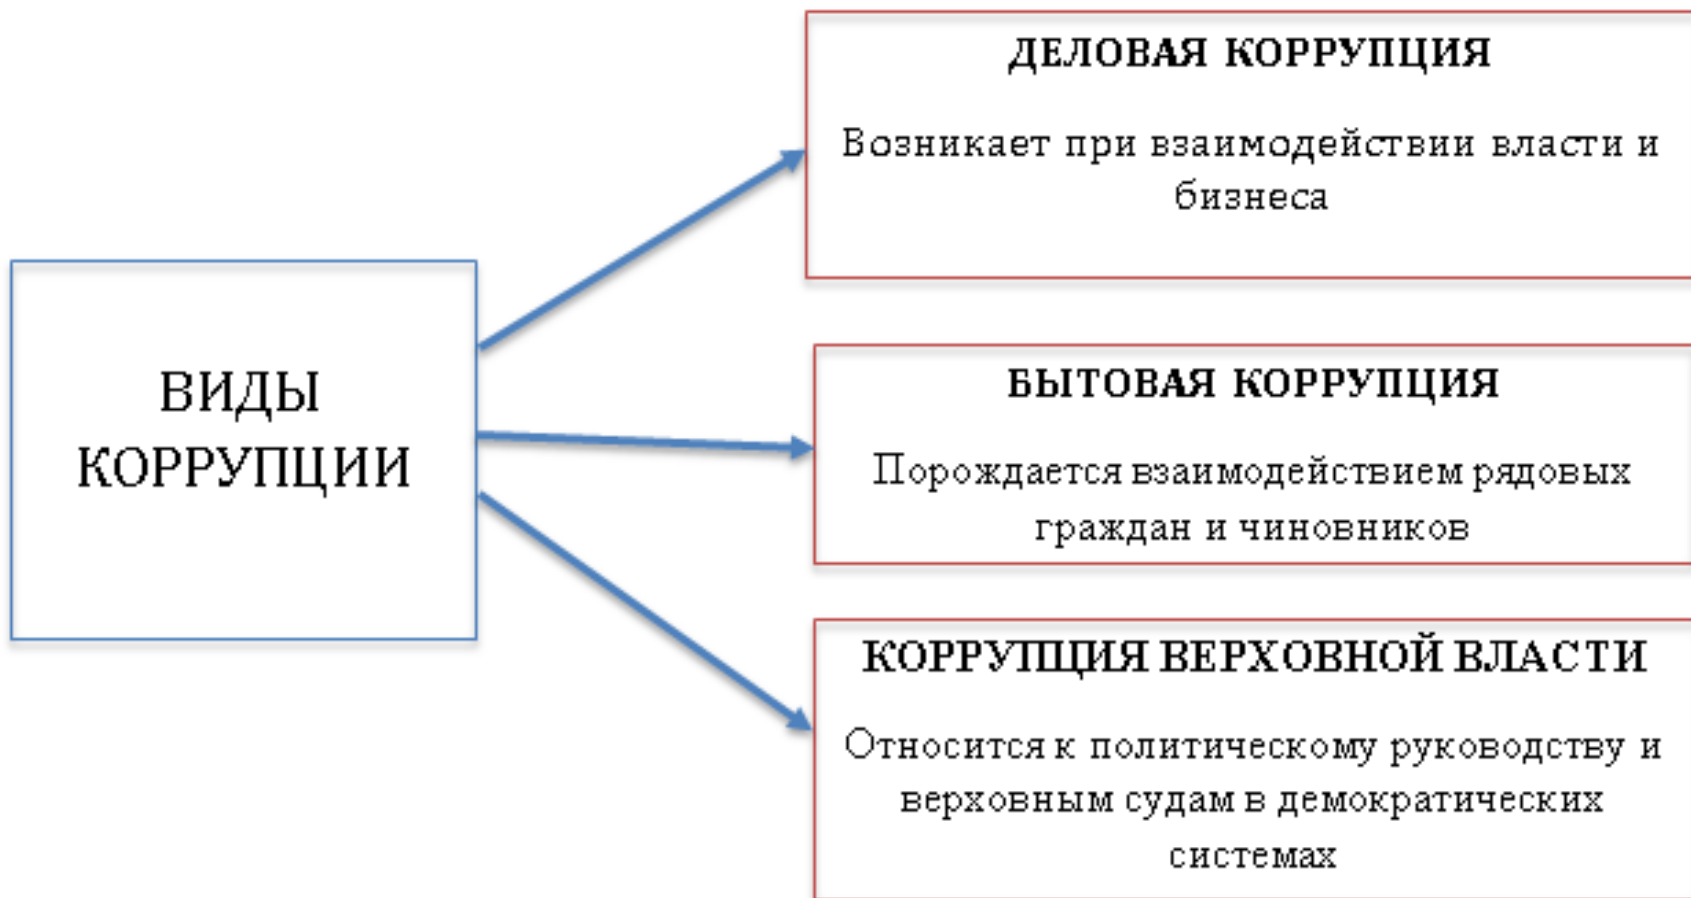 ВИДЫ
КОРРУПЦИИ
ДЕЛОВАЯ КОРРУПЦИЯ
Возникает при взаимодействии власти и
бизнеса
БЫТОВАЯ КОРРУПЦИЯ
Порождается взаимодействием рядовых
граждан и чиновников
КОРРУПЦИЯ ВЕРХОВНОЙ ВЛАСТИ
Относится к политическому руководству и
верховным судам в демократических
системах